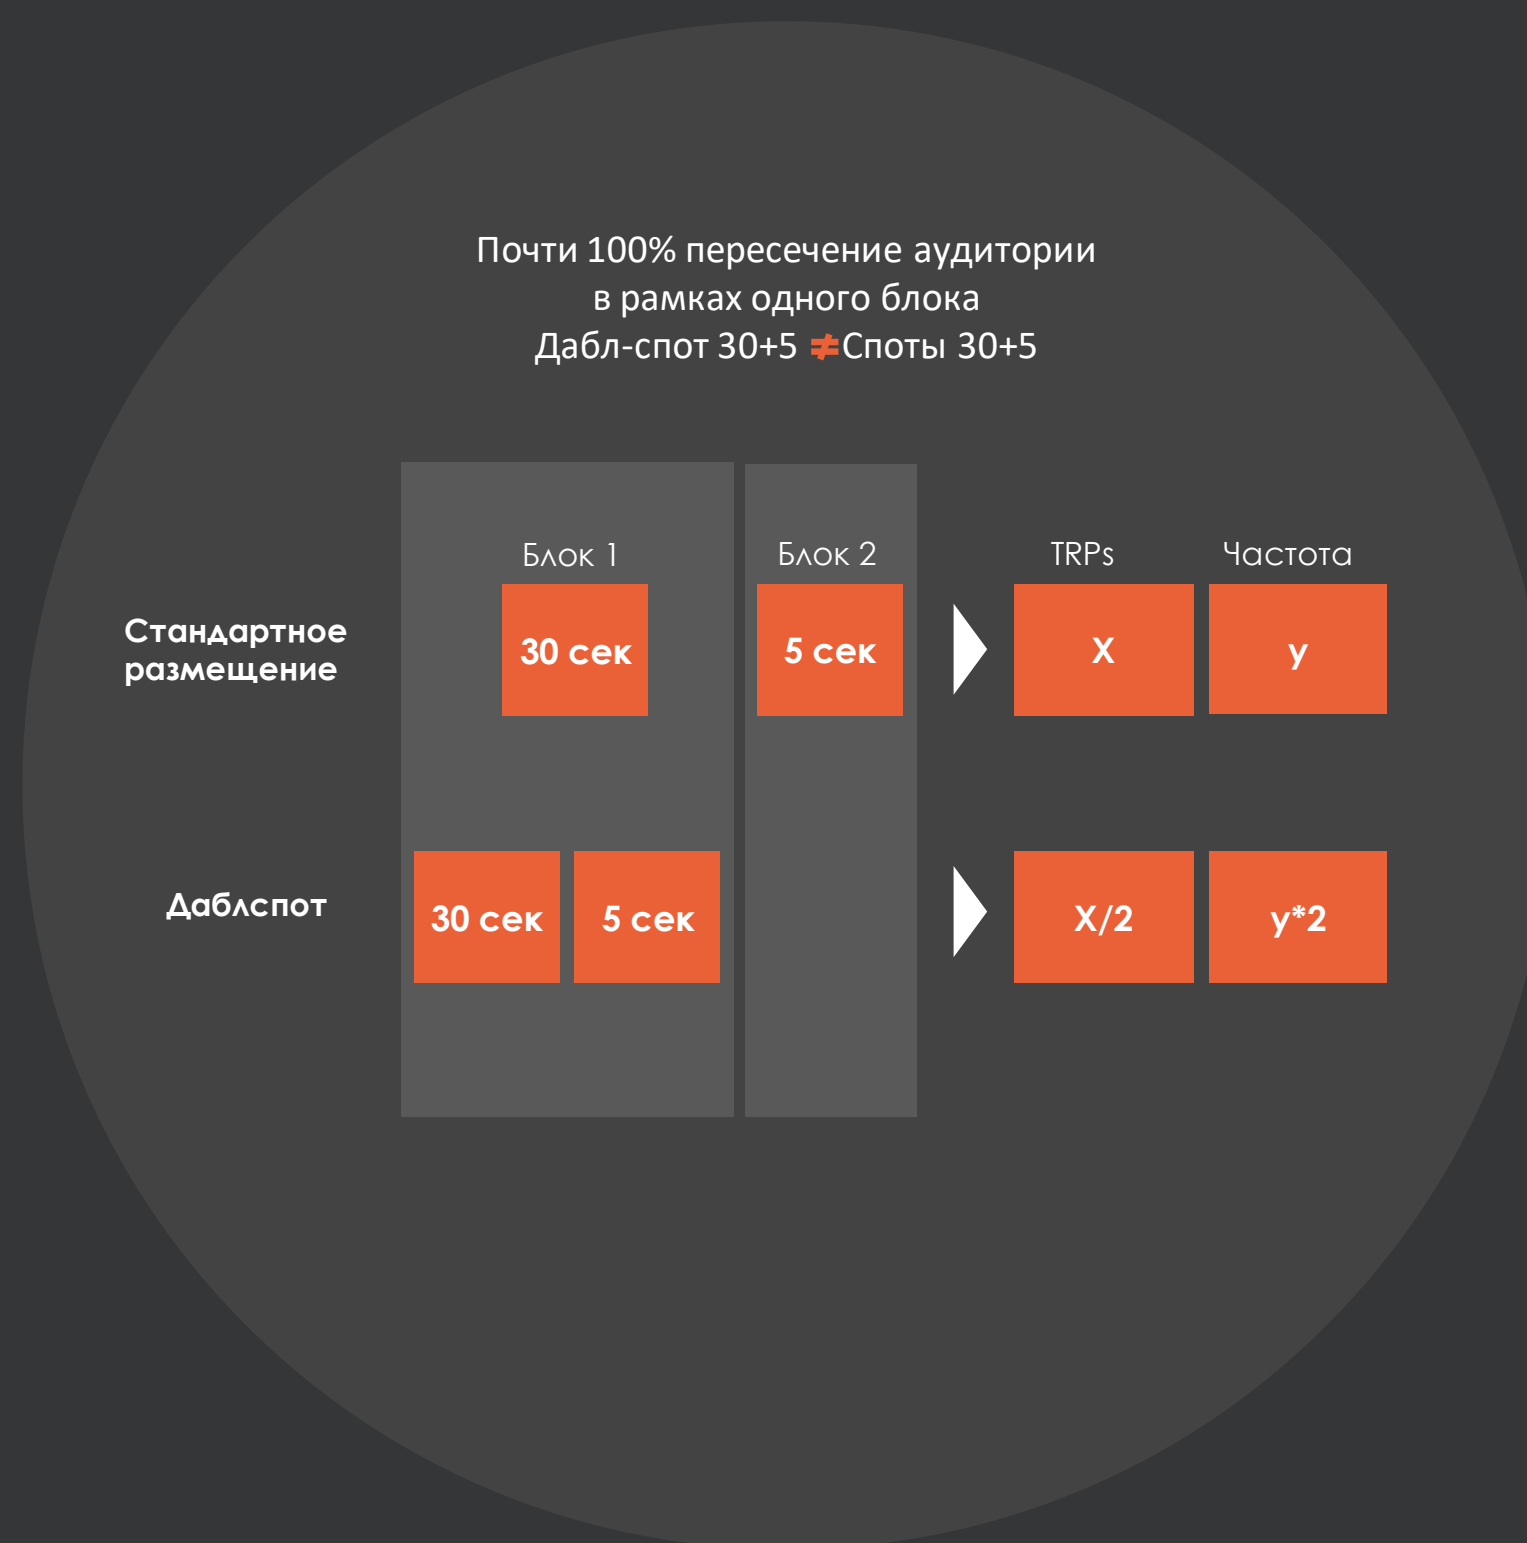 Почти 100% пересечение аудитории
в рамках одного блока
Дабл-спот 30+5 ≠Споты 30+5
Блок 1
Блок 2
TRPs
Частота
Стандартное
размещение
30 сек
5 сек
X
y
Даблспот
30 сек
5 сек
X/2
y*2